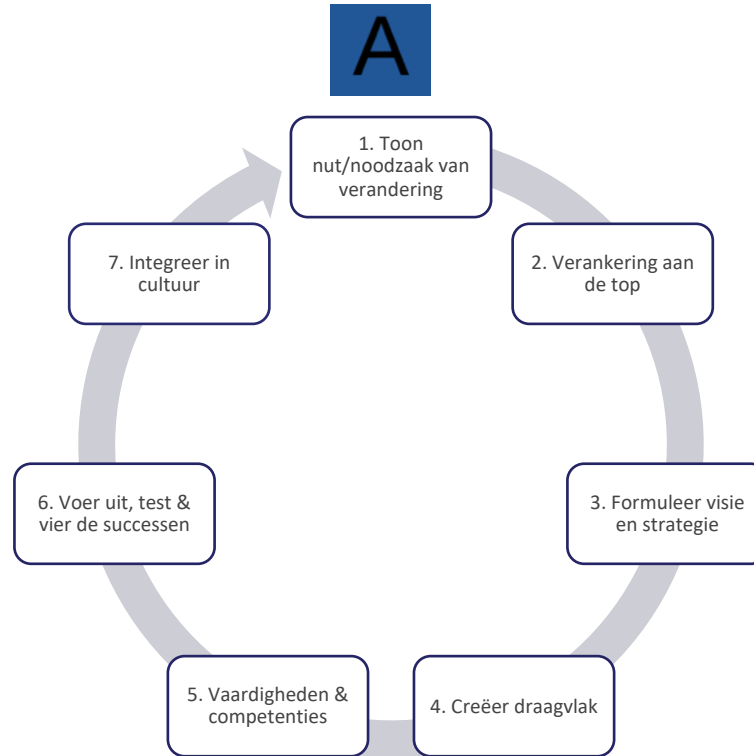 A
1. Toon
nut/noodzaak van
verandering
2. Verankering aan
de top
3. Formuleer visie
en strategie
4. Creëer draagvlak
5. Vaardigheden &
competenties
6. Voer uit, test &
vier de successen
7. Integreer in
cultuur